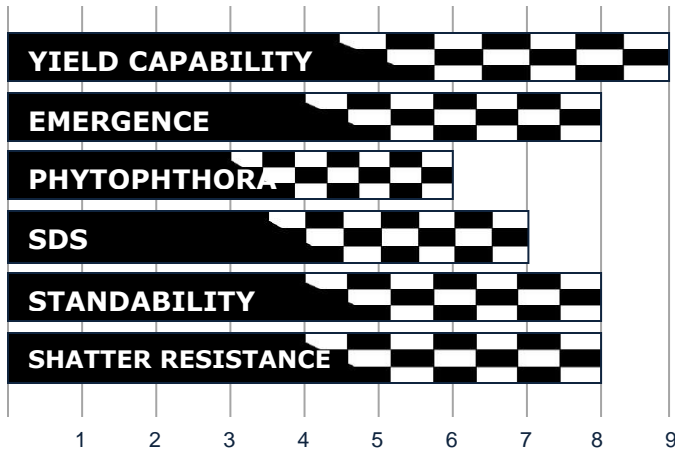 YIELD CAPABILITY
EMERGENCE
PHYTOPHTHORA
SDS
STANDABILITY
SHATTER RESISTANCE
1 2 3 4 5 6 7 8 9